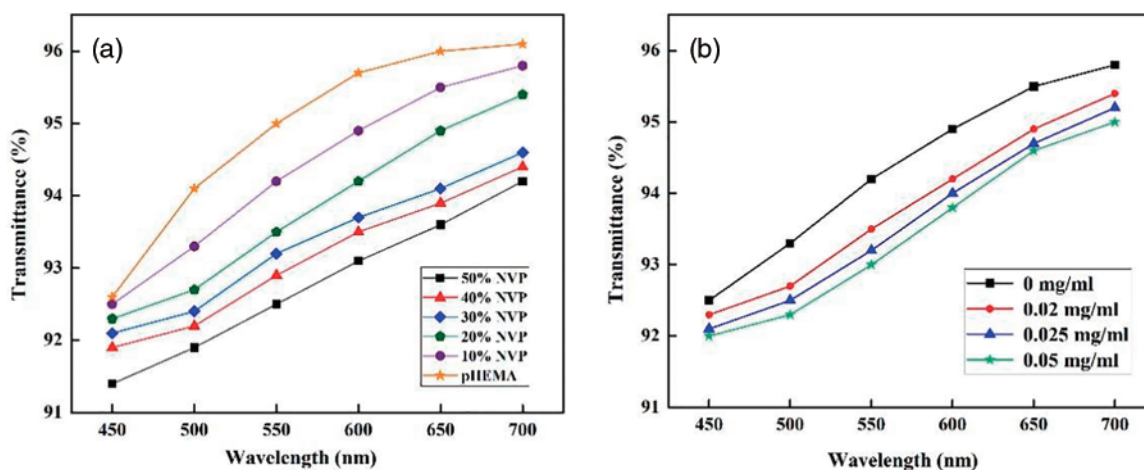 (a)
Transmittance (%)
96
95
94
93
92
91
450 500 550 600 650 700
Wavelength (nm)
50% NVP
40% NVP
30% NVP
20% NVP
10% NVP
pHEMA
(b)
Transmittance (%)
96
95
94
93
92
91
450 500 550 600 650 700
Wavelength (nm)
0 mg/ml
0.02 mg/ml
0.025 mg/ml
0.05 mg/ml